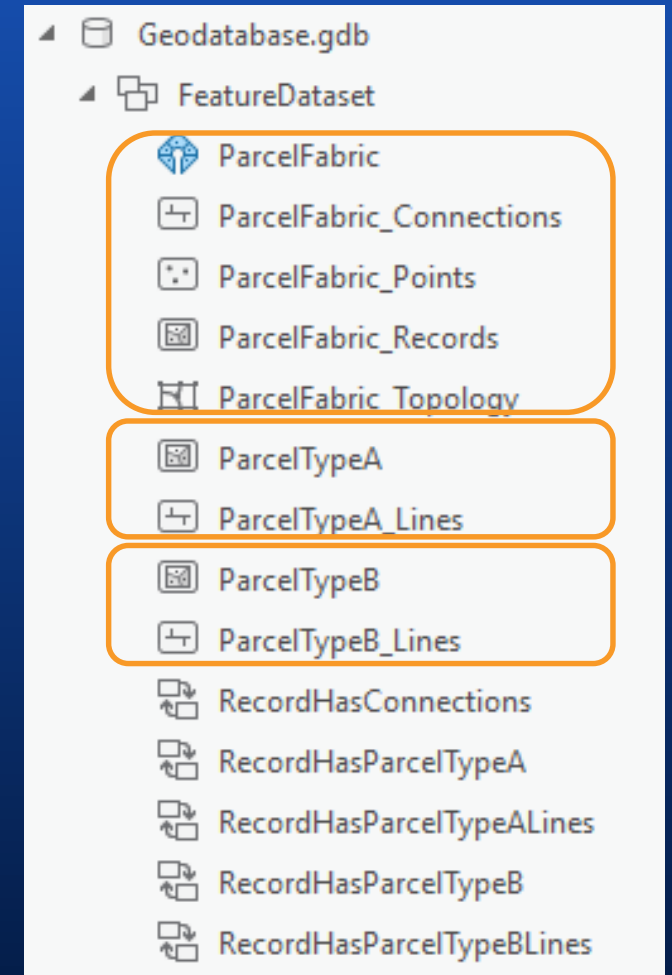 Geodatabase.gdb
FeatureDataset
ParcelFabric
ParcelFabric_Connections
ParcelFabric_Points
ParcelFabric_Records
ParcelFabric_Topology
ParcelTypeA
ParcelTypeA_Lines
ParcelTypeB
ParcelTypeB_Lines
RecordHasConnections
RecordHasParcelTypeA
RecordHasParcelTypeALines
RecordHasParcelTypeB
RecordHasParcelTypeBLines